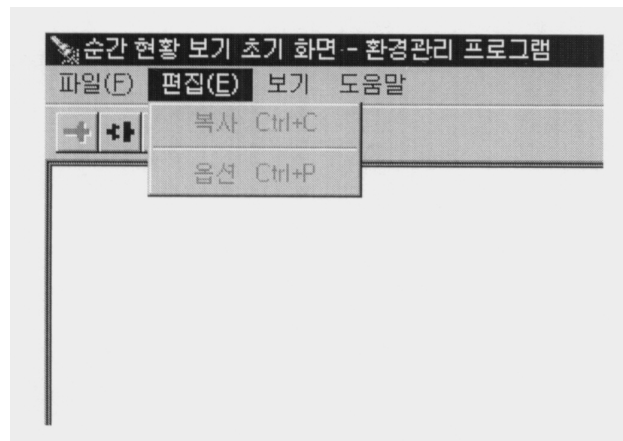 순간 현황 보기 초기 화면 - 환경관리 프로그램
파일(F) 편집(E) 보기 도움말
복사 Ctrl+C
옵션 Ctrl+P